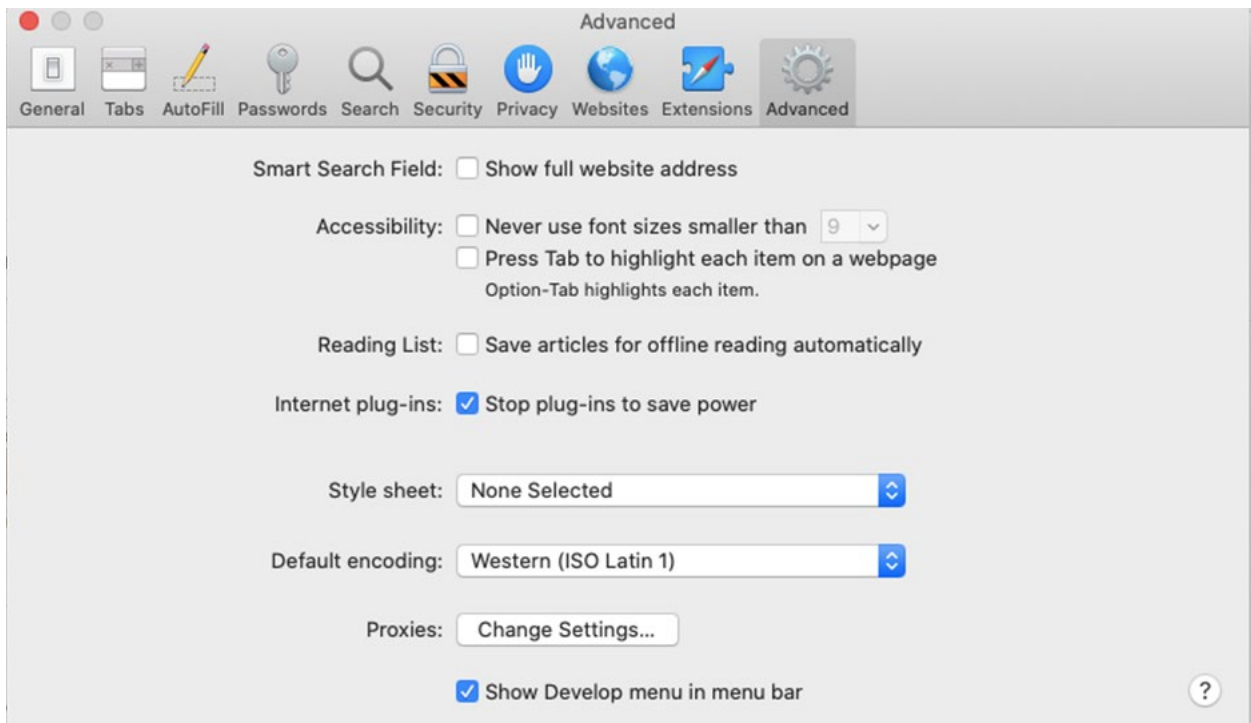 Advanced
General Tabs AutoFill Passwords Search Security Privacy Websites Extensions Advanced
Smart Search Field: Show full website address
Accessibility: Never use font sizes smaller than 9
Press Tab to highlight each item on a webpage
Option-Tab highlights each item.
Reading List: Save articles for offline reading automatically
Internet plug-ins: Stop plug-ins to save power
Style sheet: None Selected
Default encoding: Western (ISO Latin 1)
Proxies: Change Settings...
Show Develop menu in menu bar
?